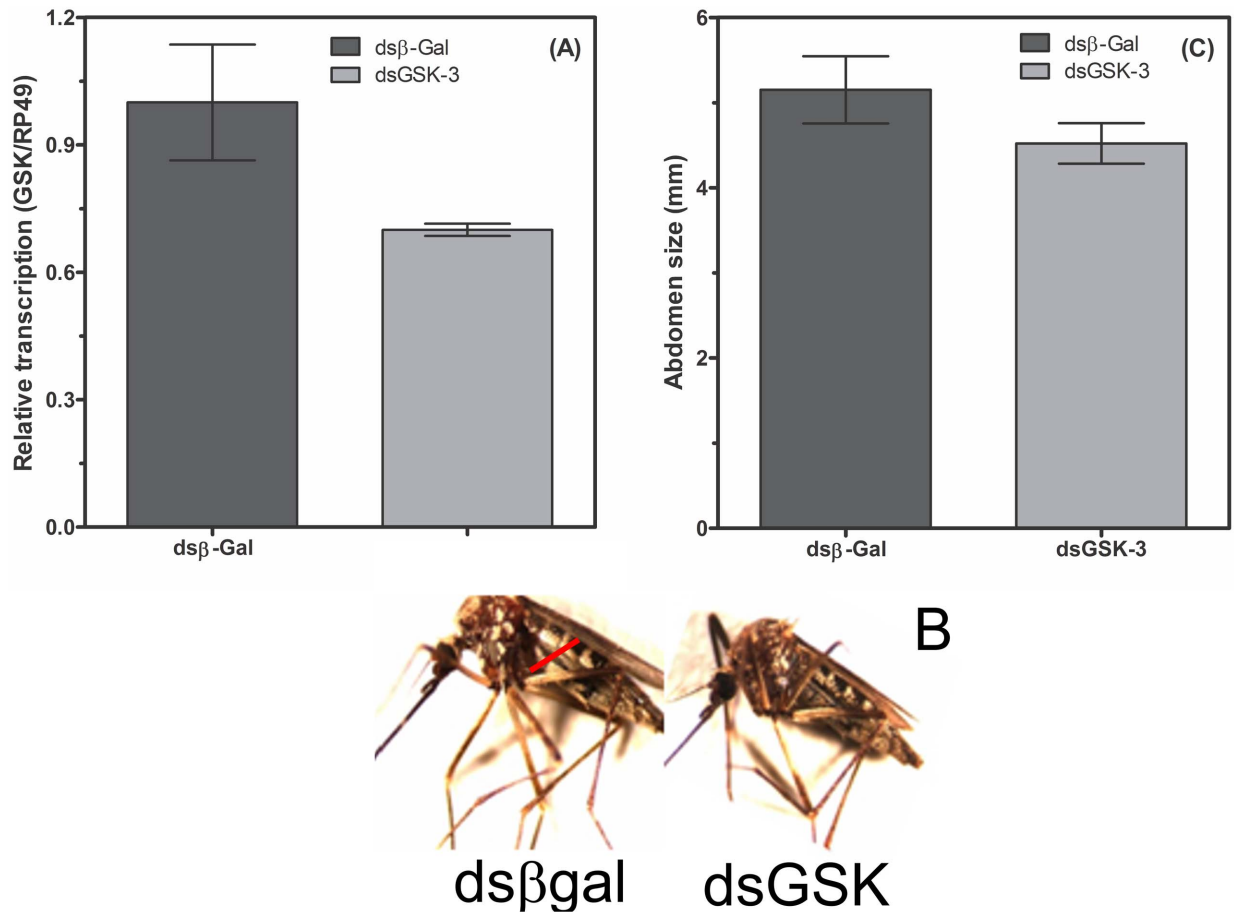 Relative transcription (GSK/RP49)
1.2
0.9
0.6
0.3
0.0
dsβ-Gal
dsGSK-3
(A)
dsβ-Gal
Abdomen size (mm)
6
4
2
0
dsβ-Gal
dsGSK-3
(C)
dsβ-Gal
dsGSK-3
B
dsβgal
dsGSK